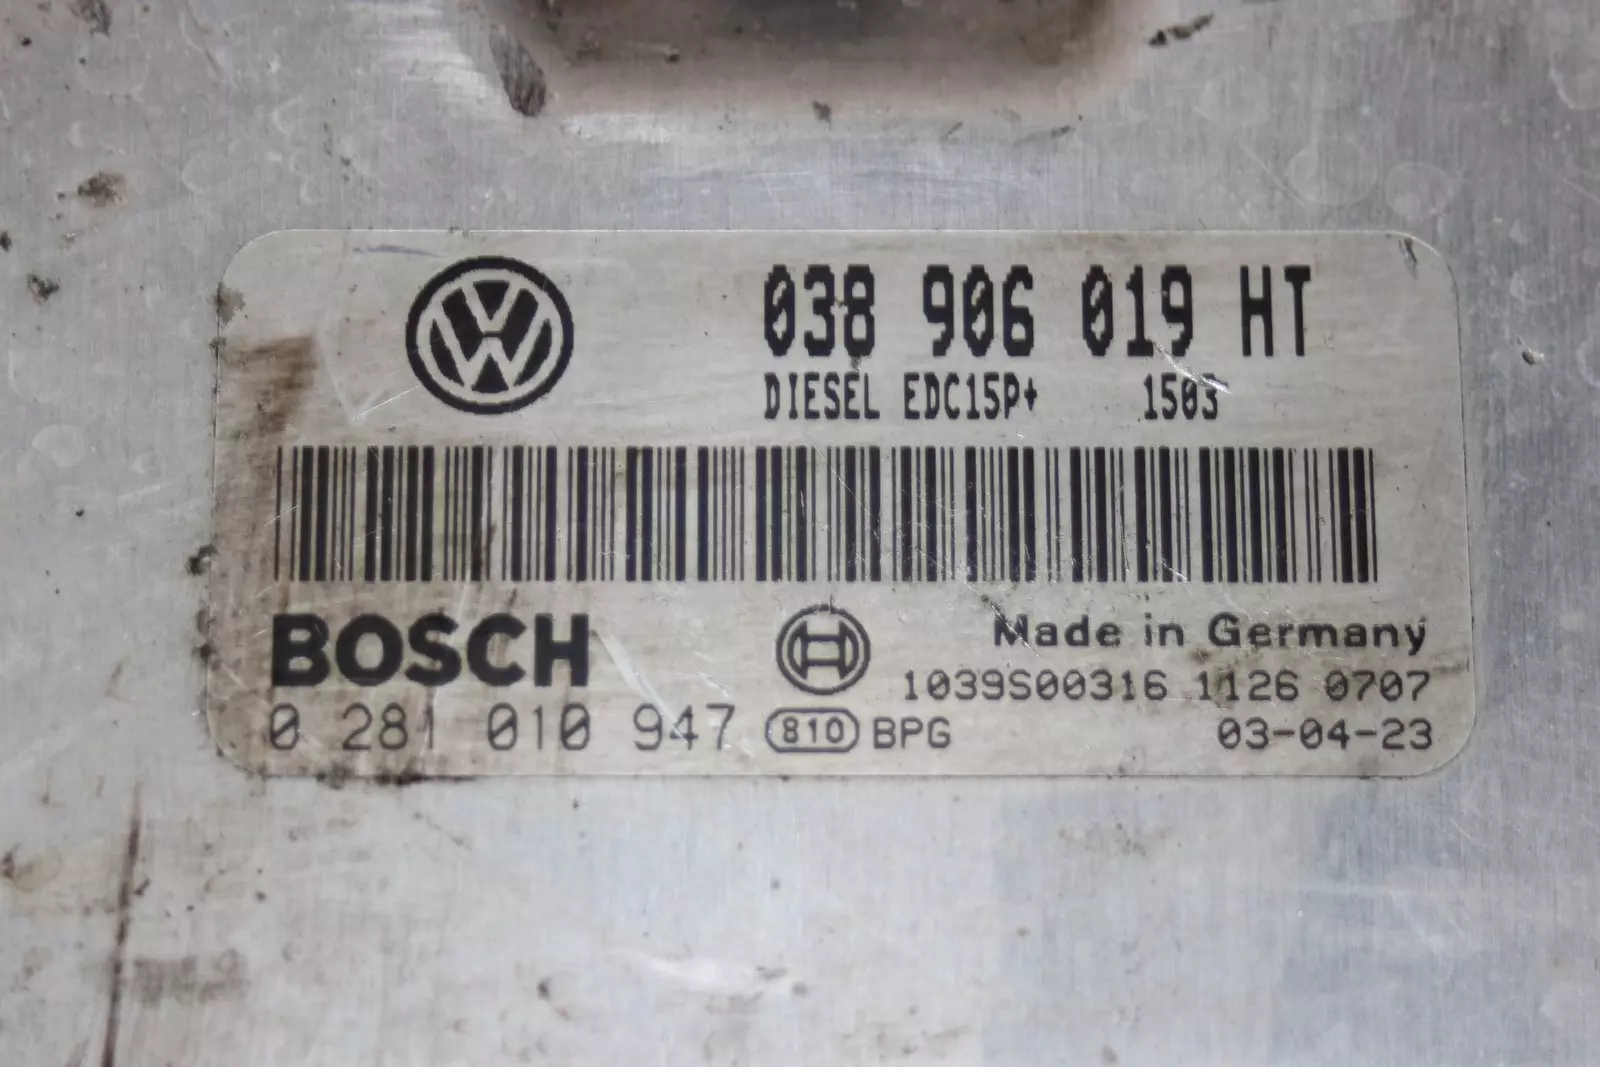 038 906 019 HT
DIESEL EDC15P+ 1503
BOSCH
Made in Germany
1039S00316 1126 0707
0 281 010 947 810 BPG 03-04-23